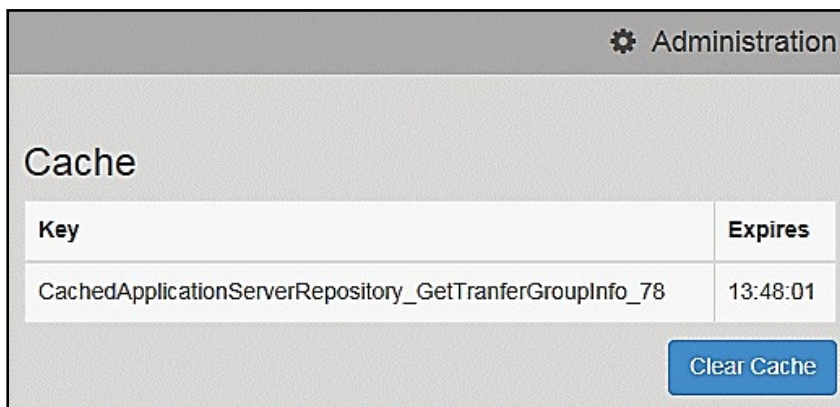 Administration
Cache
Key Expires
CachedApplicationServerRepository_GetTranferGroupInfo_78 13:48:01
Clear Cache